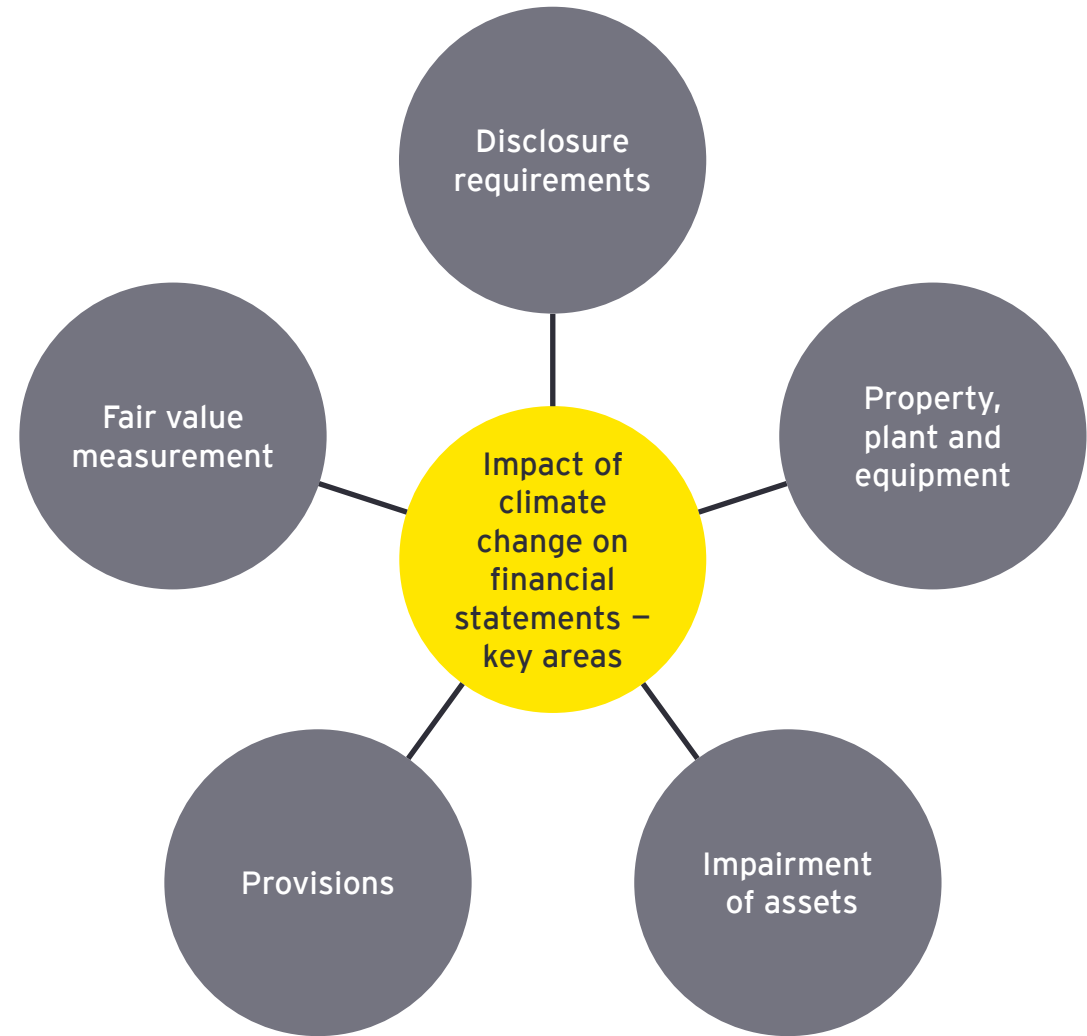 Disclosure
requirements
Fair value
measurement
Property,
plant and
equipment
Impact of
climate
change on
financial
statements –
key areas
Provisions
Impairment
of assets